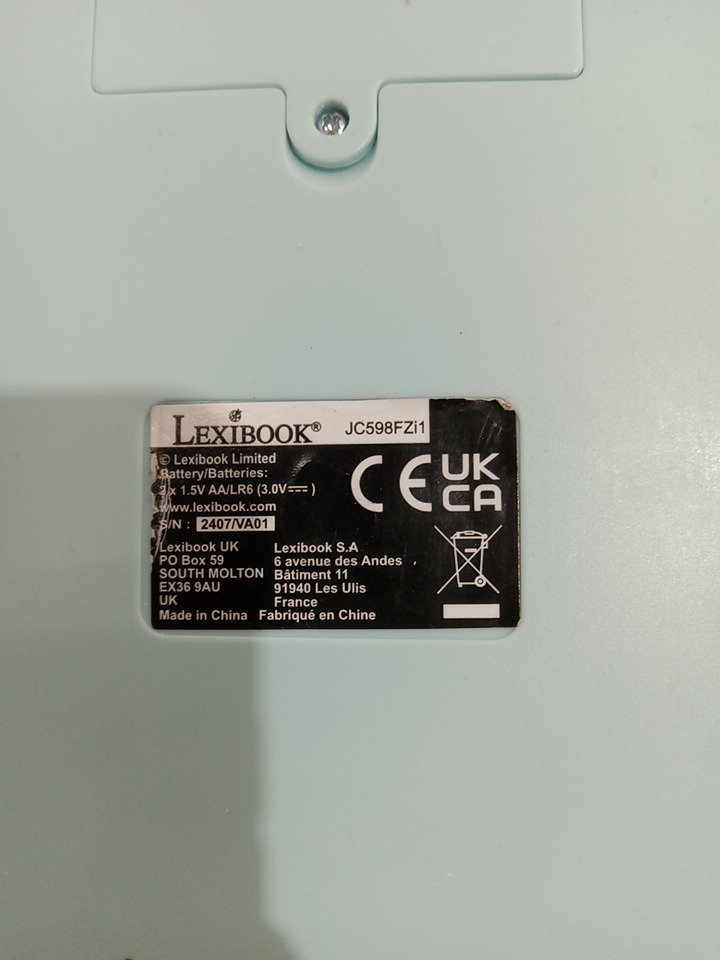 LEXIBOOK® JC598FZi1
© Lexibook Limited
Battery/Batteries:
2 x 1.5V AA/LR6 (3.0V⎓)
www.lexibook.com
S/N : 2407/VA01
CE
UK
CA
Lexibook UK
PO Box 59
SOUTH MOLTON
EX36 9AU
UK
Lexibook S.A
6 avenue des Andes
Bâtiment 11
91940 Les Ulis
France
Made in China Fabriqué en Chine